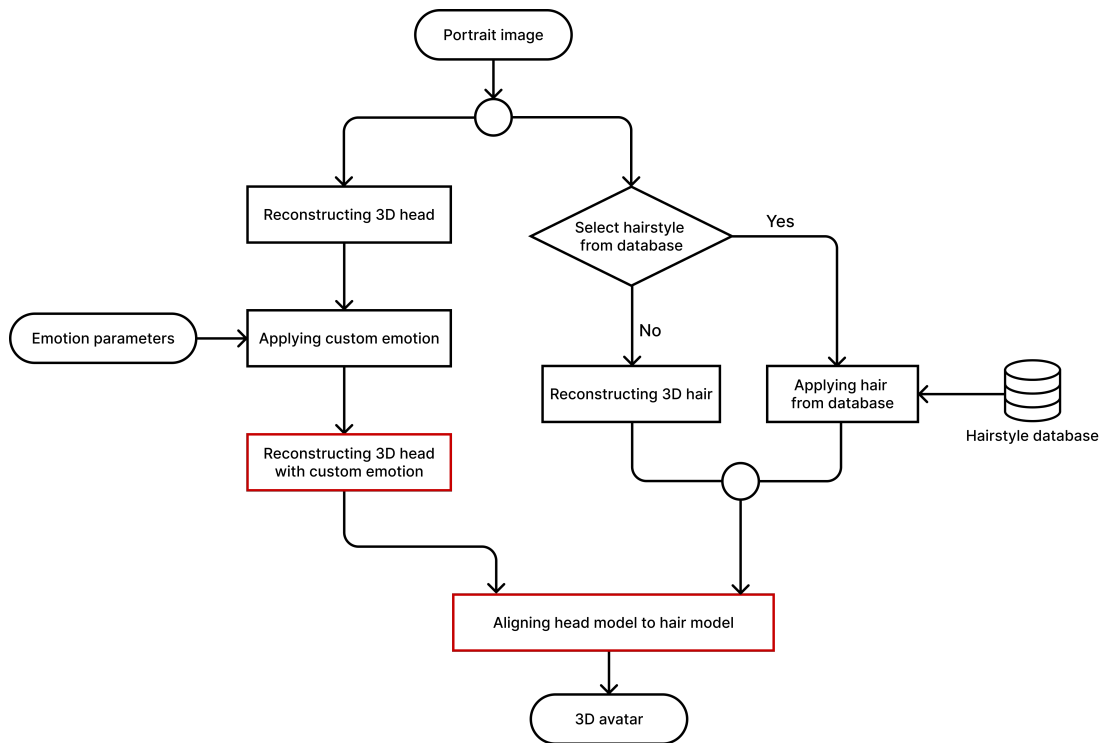 Portrait image
Reconstructing 3D head
Select hairstyle
from database
Yes
Emotion parameters
Applying custom emotion
No
Reconstructing 3D hair
Applying hair
from database
Hairstyle database
Reconstructing 3D head
with custom emotion
Aligning head model to hair model
3D avatar